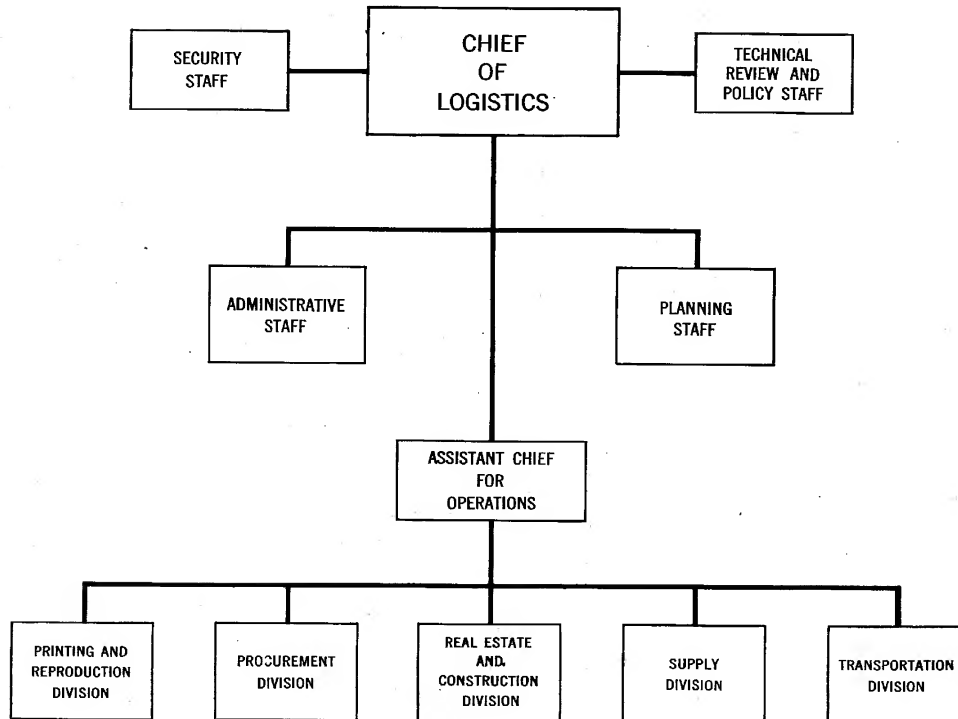 SECURITY
STAFF
CHIEF
OF
LOGISTICS
TECHNICAL
REVIEW AND
POLICY STAFF
ADMINISTRATIVE
STAFF
PLANNING
STAFF
ASSISTANT CHIEF
FOR
OPERATIONS
PRINTING AND
REPRODUCTION
DIVISION
PROCUREMENT
DIVISION
REAL ESTATE
AND.
CONSTRUCTION
DIVISION
SUPPLY
DIVISION
TRANSPORTATION
DIVISION